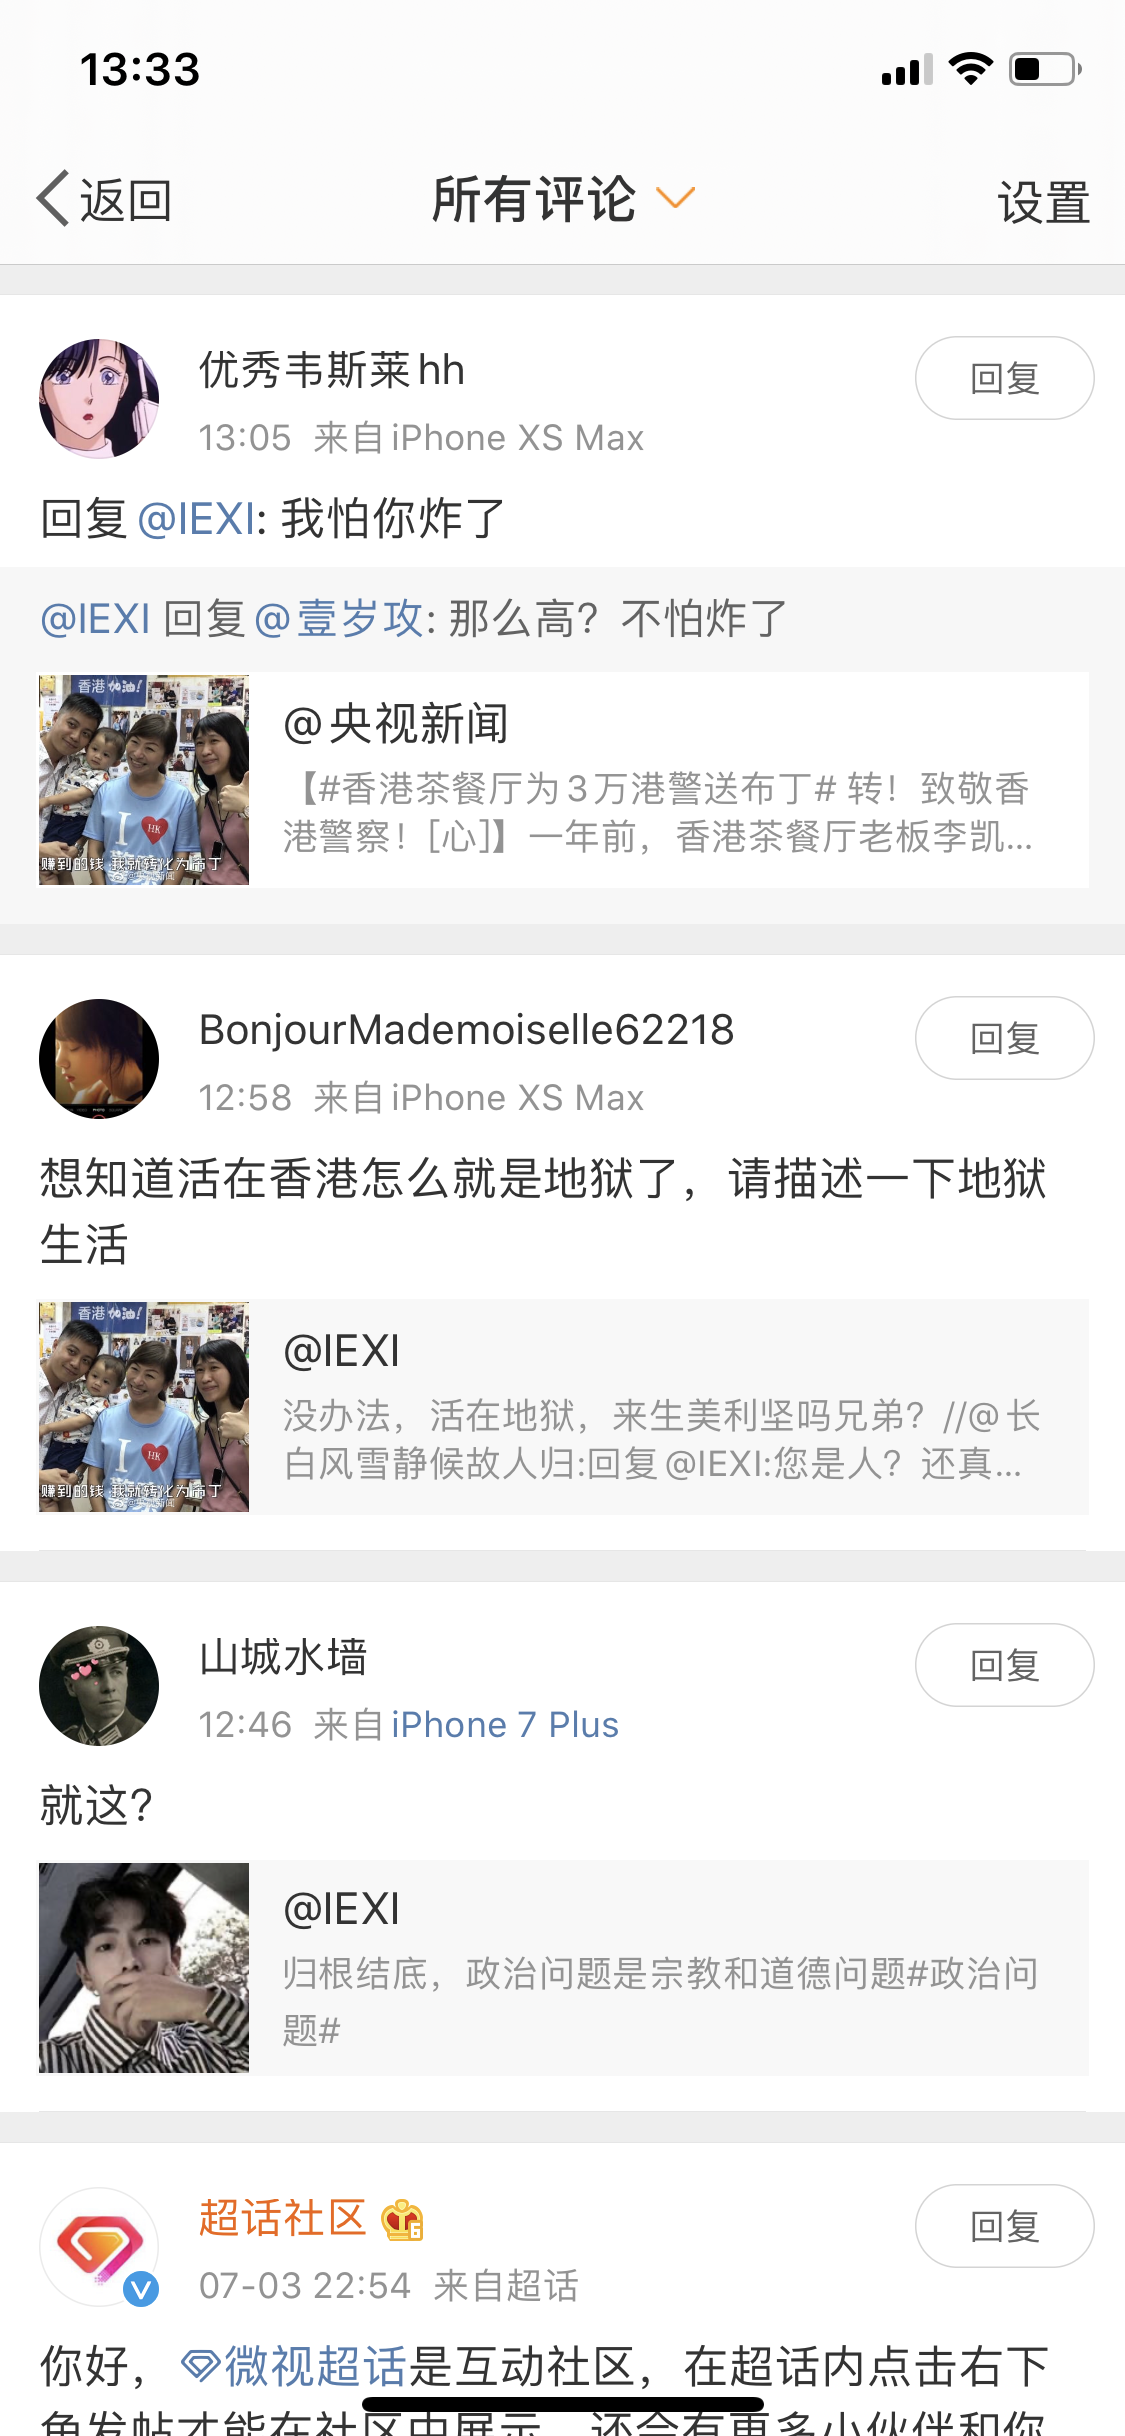 13:33
返回
所有评论
设置
优秀韦斯莱hh
回复
13:05 来自iPhone XS Max
回复@IEXI: 我怕你炸了
@IEXI 回复@壹岁攻: 那么高？不怕炸了
香港加油!
I HK
赚到的钱 我就转化为布丁
@央视新闻
【#香港茶餐厅为3万港警送布丁# 转！致敬香
港警察！[心]】一年前，香港茶餐厅老板李凯...
BonjourMademoiselle62218
回复
12:58 来自iPhone XS Max
想知道活在香港怎么就是地狱了，请描述一下地狱
生活
香港加油!
I HK
赚到的钱 我就转化为布丁
@IEXI
没办法，活在地狱，来生美利坚吗兄弟？//@长
白风雪静候故人归:回复@IEXI:您是人？还真...
山城水墙
回复
12:46 来自iPhone 7 Plus
就这？
@IEXI
归根结底，政治问题是宗教和道德问题#政治问
题#
超话社区
6
回复
V
07-03 22:54 来自超话
你好，微视超话是互动社区，在超话内点击右下
角发帖才能在社区中展示，还会有更多小伙伴和你